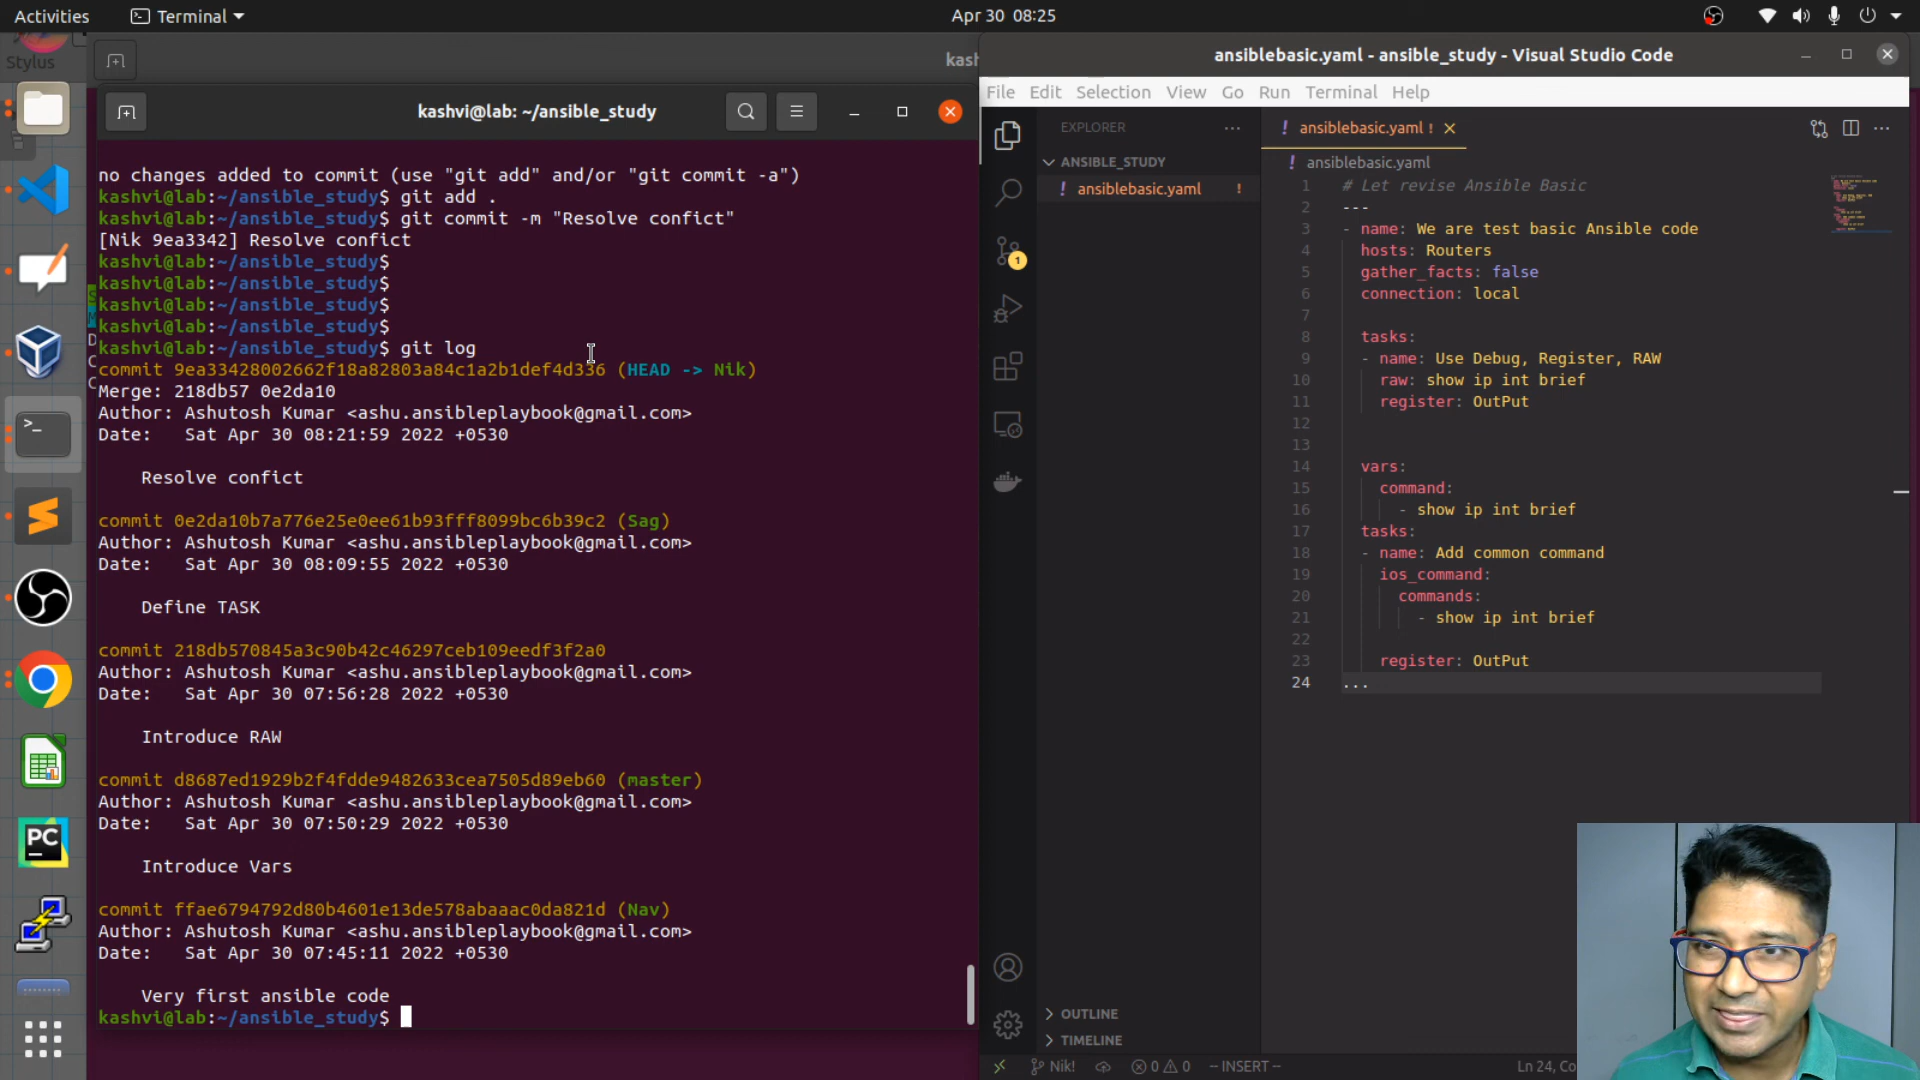 Activities
Terminal
Apr 30 08:25
Stylus
kas
kashvi@lab: ~/ansible_study
no changes added to commit (use "git add" and/or "git commit -a")
kashvi@lab:~/ansible_study$ git add .
kashvi@lab:~/ansible_study$ git commit -m "Resolve confict"
[Nik 9ea3342] Resolve confict
kashvi@lab:~/ansible_study$
kashvi@lab:~/ansible_study$
kashvi@lab:~/ansible_study$
kashvi@lab:~/ansible_study$
kashvi@lab:~/ansible_study$ git log
commit 9ea33428002662f18a82803a84c1a2b1def4d336 (HEAD -> Nik)
Merge: 218db57 0e2da10
Author: Ashutosh Kumar <ashu.ansibleplaybook@gmail.com>
Date:   Sat Apr 30 08:21:59 2022 +0530
Resolve confict
commit 0e2da10b7a776e25e0ee61b93fff8099bc6b39c2 (Sag)
Author: Ashutosh Kumar <ashu.ansibleplaybook@gmail.com>
Date:   Sat Apr 30 08:09:55 2022 +0530
Define TASK
commit 218db570845a3c90b42c46297ceb109eedf3f2a0
Author: Ashutosh Kumar <ashu.ansibleplaybook@gmail.com>
Date:   Sat Apr 30 07:56:28 2022 +0530
Introduce RAW
commit d8687ed1929b2f4fdde9482633cea7505d89eb60 (master)
Author: Ashutosh Kumar <ashu.ansibleplaybook@gmail.com>
Date:   Sat Apr 30 07:50:29 2022 +0530
Introduce Vars
commit ffae6794792d80b4601e13de578abaaac0da821d (Nav)
Author: Ashutosh Kumar <ashu.ansibleplaybook@gmail.com>
Date:   Sat Apr 30 07:45:11 2022 +0530
Very first ansible code
kashvi@lab:~/ansible_study$
PC
ansiblebasic.yaml - ansible_study - Visual Studio Code
File Edit Selection View Go Run Terminal Help
EXPLORER ...
ANSIBLE_STUDY
! ansiblebasic.yaml !
1
OUTLINE
TIMELINE
! ansiblebasic.yaml !
! ansiblebasic.yaml
1 # Let revise Ansible Basic
2 ---
3 - name: We are test basic Ansible code
4 hosts: Routers
5 gather_facts: false
6 connection: local
7
8 tasks:
9 - name: Use Debug, Register, RAW
10 raw: show ip int brief
11 register: OutPut
12
13
14 vars:
15 command:
16 - show ip int brief
17 tasks:
18 - name: Add common command
19 ios_command:
20 commands:
21 - show ip int brief
22
23 register: OutPut
24 ...
Nik! 0 0 -- INSERT -- Ln 24, Co